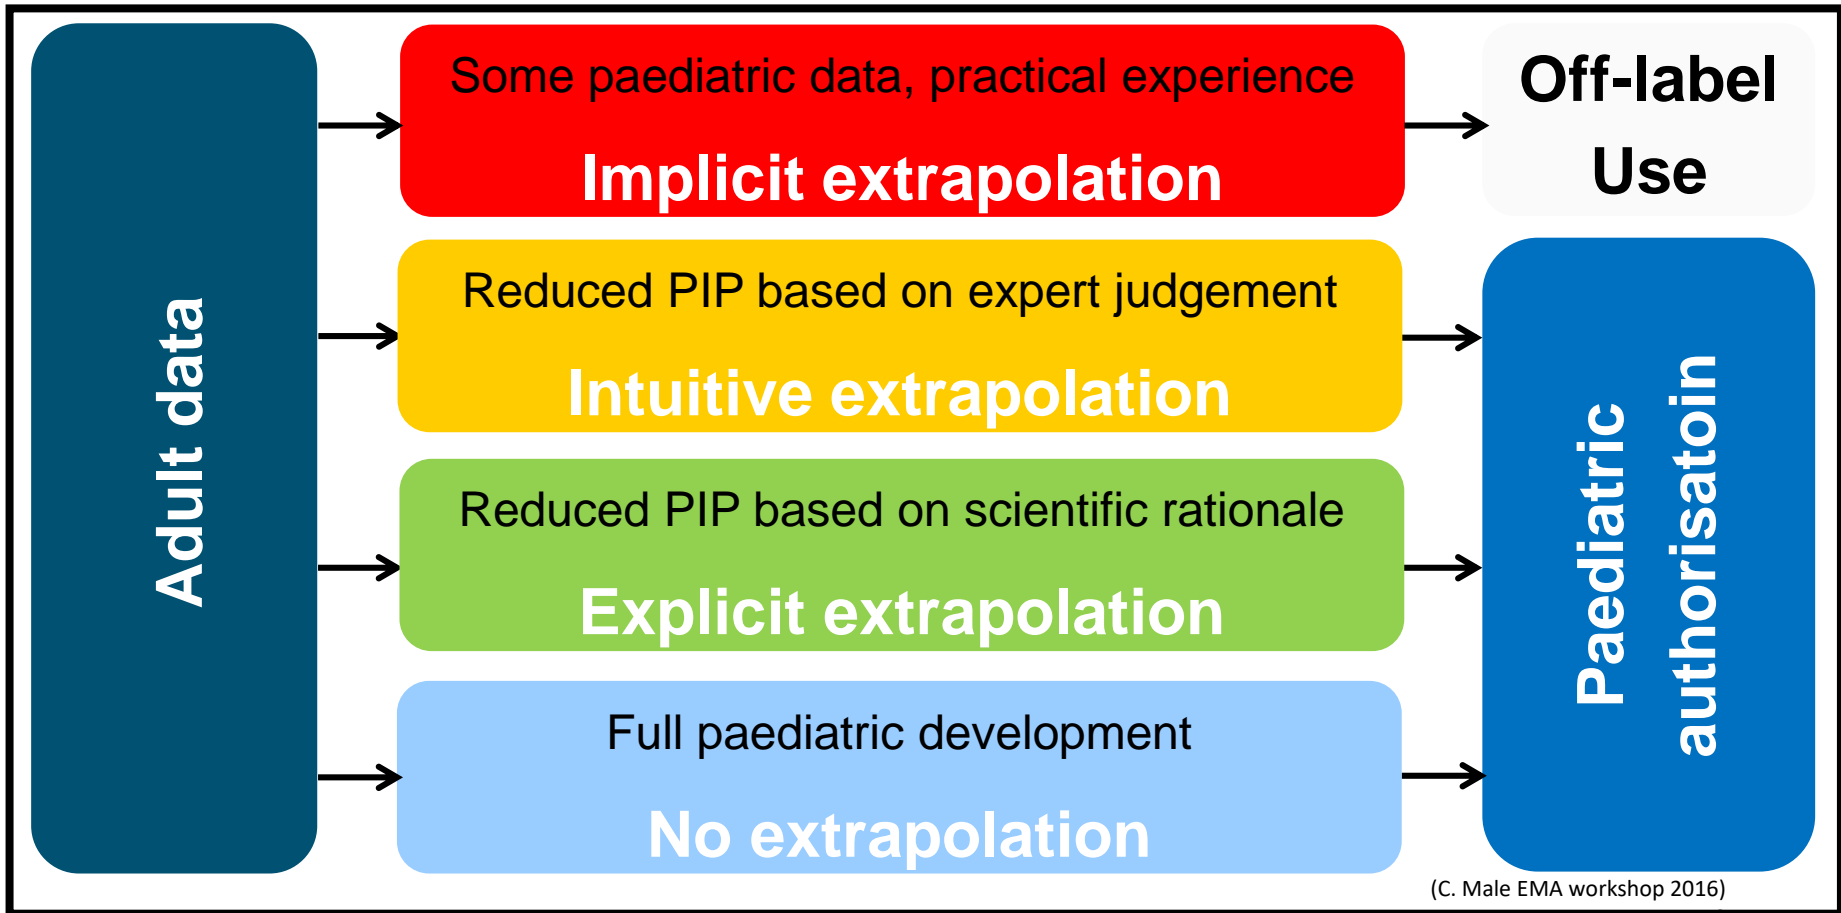 Adult data
Some paediatric data, practical experience
Implicit extrapolation
Off-label
Use
Reduced PIP based on expert judgement
Intuitive extrapolation
Reduced PIP based on scientific rationale
Explicit extrapolation
Full paediatric development
No extrapolation
Paediatric
authorisatoin
(C. Male EMA workshop 2016)